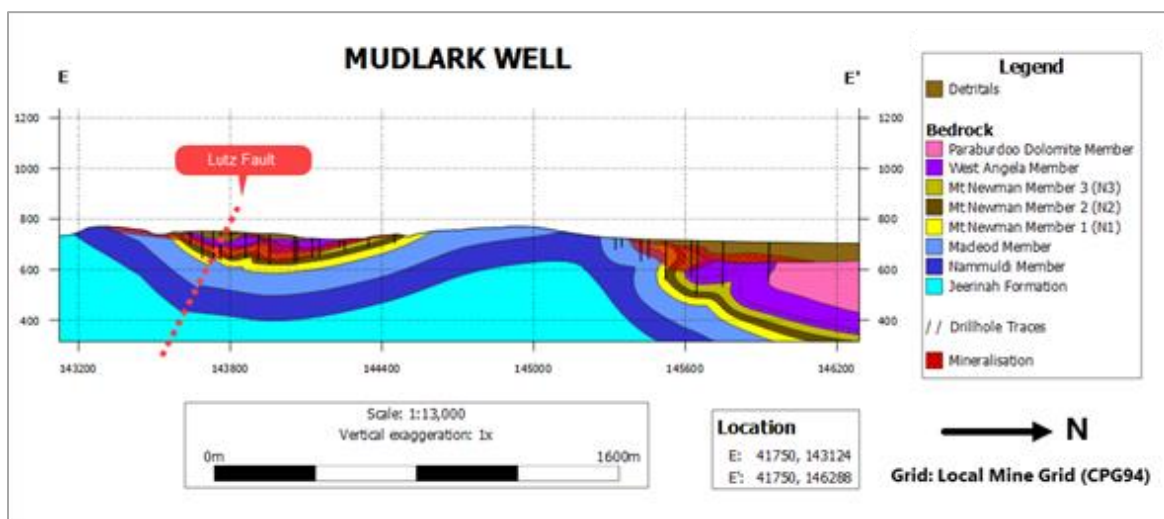 MUDLARK WELL
E
E'
1200
1000
800
600
400
1200
1000
800
600
400
Lutz Fault
143200
143800
144400
145000
145600
146200
Legend
Detritals
Bedrock
Paraburdoo Dolomite Member
West Angela Member
Mt Newman Member 3 (N3)
Mt Newman Member 2 (N2)
Mt Newman Member 1 (N1)
Macleod Member
Nammuldi Member
Jeerinah Formation
Drillhole Traces
Mineralisation
Scale: 1:13,000
Vertical exaggeration: 1x
0m
1600m
Location
E: 41750, 143124
E': 41750, 146288
N
Grid: Local Mine Grid (CPG94)